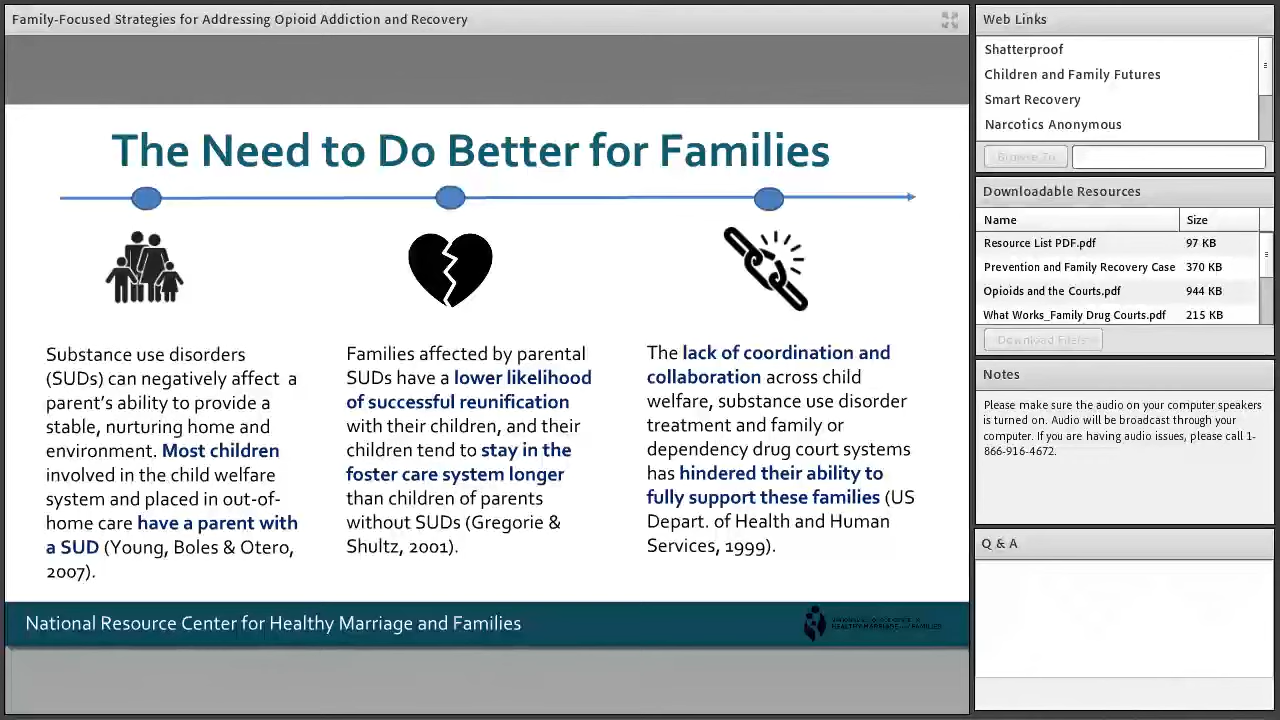 Family-Focused Strategies for Addressing Opioid Addiction and Recovery
The Need to Do Better for Families
Substance use disorders
(SUDs) can negatively affect a
parent's ability to provide a
stable, nurturing home and
environment. Most children
involved in the child welfare
system and placed in out-of-
home care have a parent with
a SUD (Young, Boles & Otero,
2007).
Families affected by parental
SUDs have a lower likelihood
of successful reunification
with their children, and their
children tend to stay in the
foster care system longer
than children of parents
without SUDs (Gregorie &
Shultz, 2001).
The lack of coordination and
collaboration across child
welfare, substance use disorder
treatment and family or
dependency drug court systems
has hindered their ability to
fully support these families (US
Depart. of Health and Human
Services, 1999).
National Resource Center for Healthy Marriage and Families
HEALTHY MARRIAGE AND FAMILIES
Web Links
Shatterproof
Children and Family Futures
Smart Recovery
Narcotics Anonymous
Browse To
Downloadable Resources
Name Size
Resource List PDF.pdf 97 KB
Prevention and Family Recovery Case 370 KB
Opioids and the Courts.pdf 944 KB
What Works_Family Drug Courts.pdf 215 KB
Download File(s)
Notes
Please make sure the audio on your computer speakers
is turned on. Audio will be broadcast through your
computer. If you are having audio issues, please call 1-
866-916-4672.
Q & A